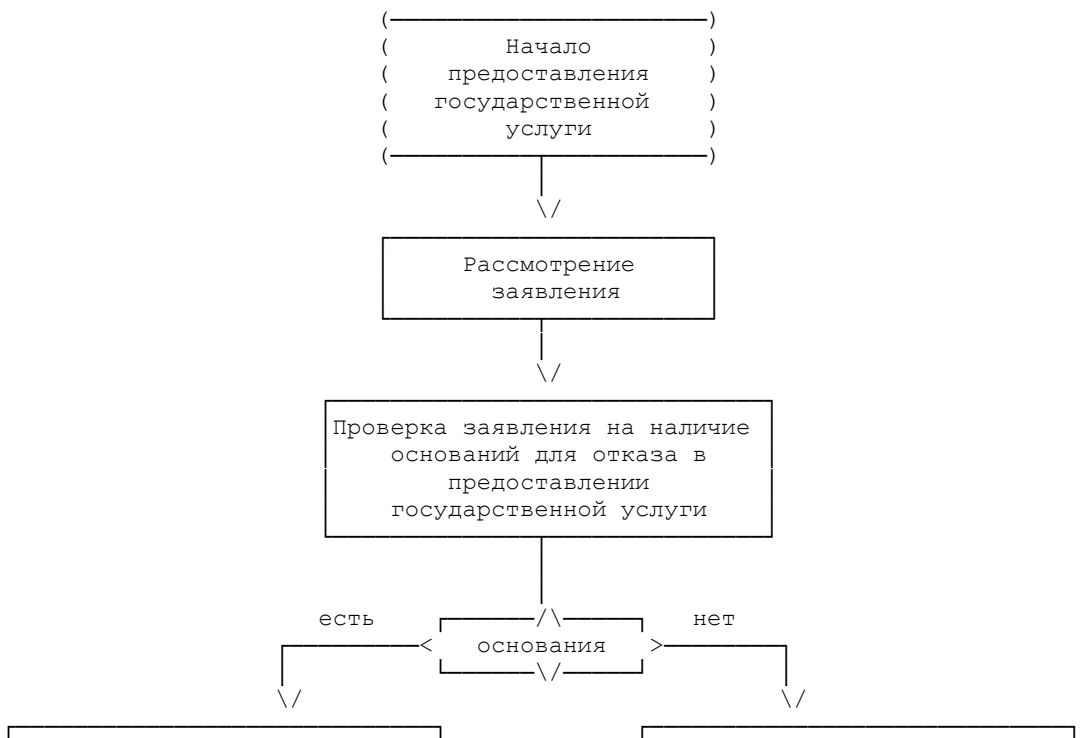 Начало
предоставления
государственной
услуги
Рассмотрение
заявления
Проверка заявления на наличие
оснований для отказа в
предоставлении
государственной услуги
есть
нет
основания